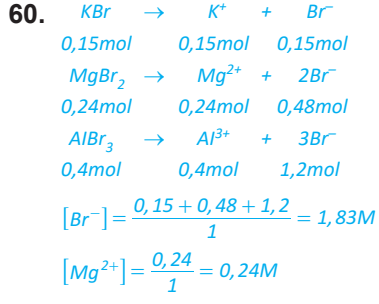 60. KBr → K⁺ + Br⁻
0,15mol 0,15mol 0,15mol
MgBr₂ → Mg²⁺ + 2Br⁻
0,24mol 0,24mol 0,48mol
AlBr₃ → Al³⁺ + 3Br⁻
0,4mol 0,4mol 1,2mol
[Br⁻] = (0,15 + 0,48 + 1,2)/1 = 1,83M
[Mg²⁺] = 0,24/1 = 0,24M